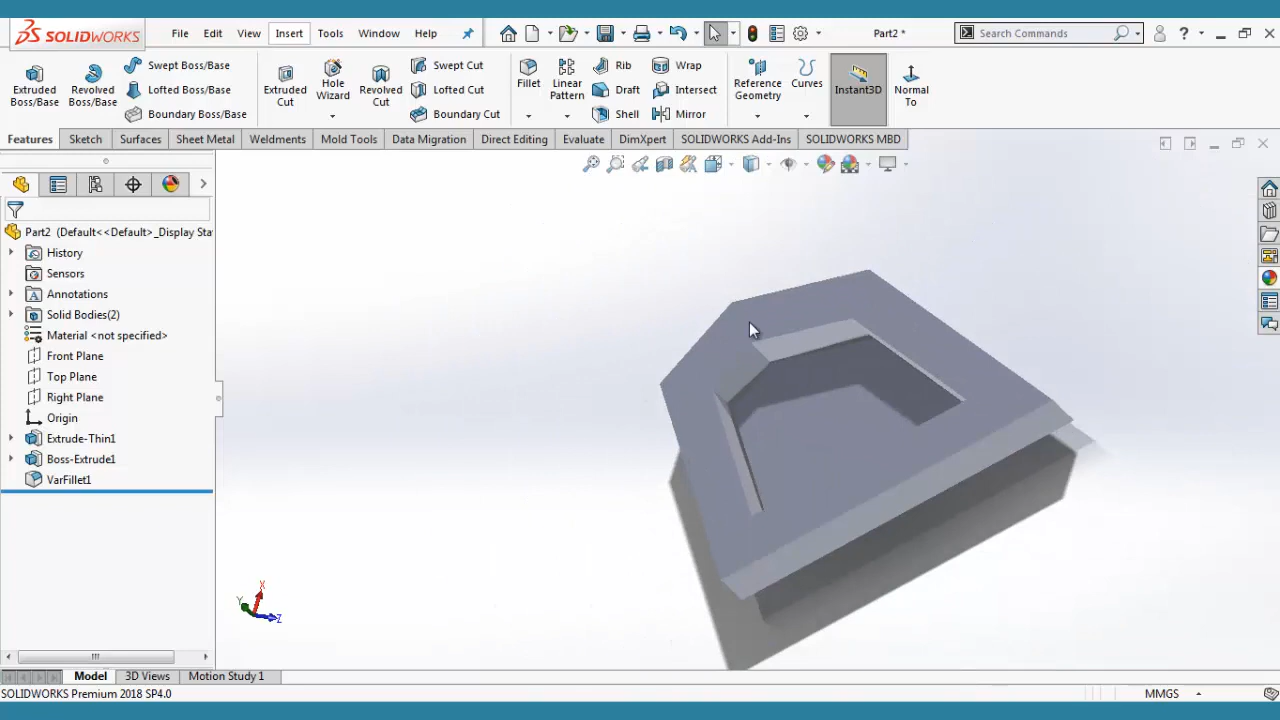 SOLIDWORKS File Edit View Insert Tools Window Help Part2 * Search Commands ?
Extruded Boss/Base
Revolved Boss/Base
Swept Boss/Base
Lofted Boss/Base
Boundary Boss/Base
Extruded Cut
Hole Wizard
Revolved Cut
Swept Cut
Lofted Cut
Boundary Cut
Fillet
Linear Pattern
Rib
Draft
Shell
Wrap
Intersect
Mirror
Reference Geometry
Curves
Instant3D
Normal To
Features Sketch Surfaces Sheet Metal Weldments Mold Tools Data Migration Direct Editing Evaluate DimXpert SOLIDWORKS Add-Ins SOLIDWORKS MBD
Part2 (Default<<Default>_Display Sta
History
Sensors
Annotations
Solid Bodies(2)
Material <not specified>
Front Plane
Top Plane
Right Plane
Origin
Extrude-Thin1
Boss-Extrude1
VarFillet1
X
Y
Z
Model 3D Views Motion Study 1
SOLIDWORKS Premium 2018 SP4.0 MMGS